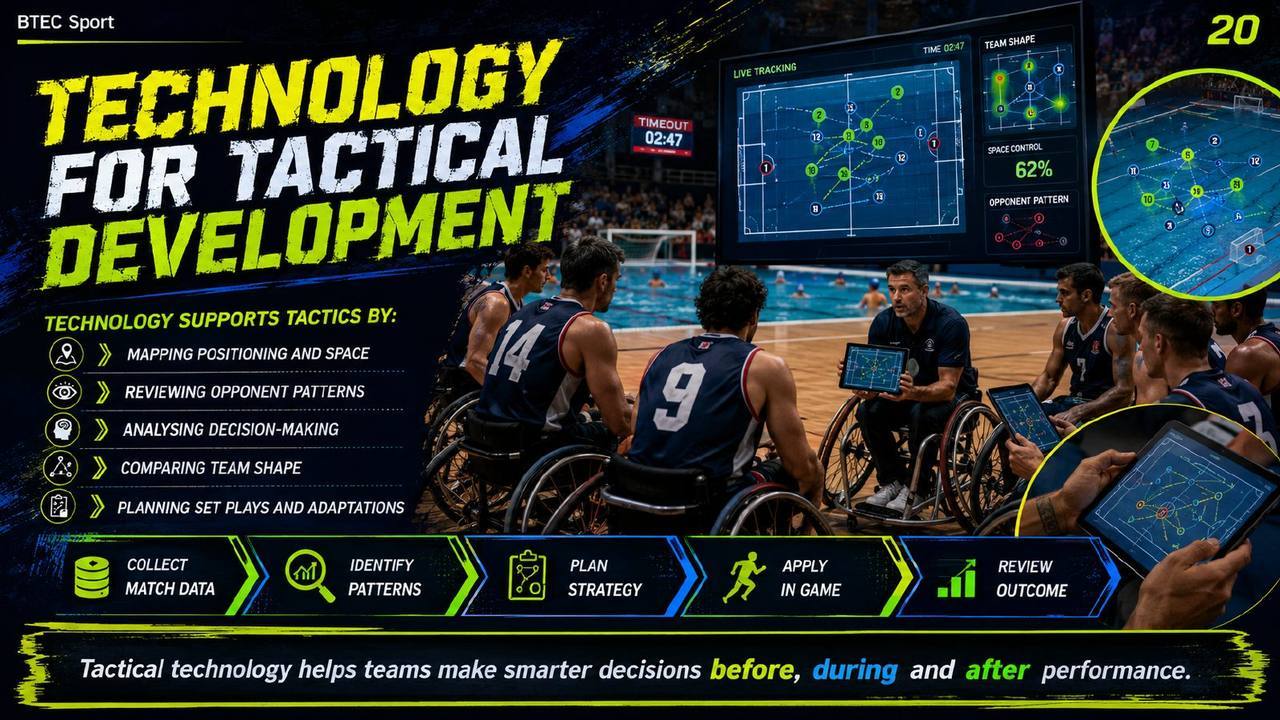 BTEC Sport
20
TECHNOLOGY
FOR TACTICAL
DEVELOPMENT
TECHNOLOGY SUPPORTS TACTICS BY:
MAPPING POSITIONING AND SPACE
REVIEWING OPPONENT PATTERNS
ANALYSING DECISION-MAKING
COMPARING TEAM SHAPE
PLANNING SET PLAYS AND ADAPTATIONS
TIMEOUT
02:47
LIVE TRACKING
TIME 02:47
TEAM SHAPE
SPACE CONTROL
62%
OPPONENT PATTERN
14
9
7
COLLECT
MATCH DATA
IDENTIFY
PATTERNS
PLAN
STRATEGY
APPLY
IN GAME
REVIEW
OUTCOME
Tactical technology helps teams make smarter decisions before, during and after performance.